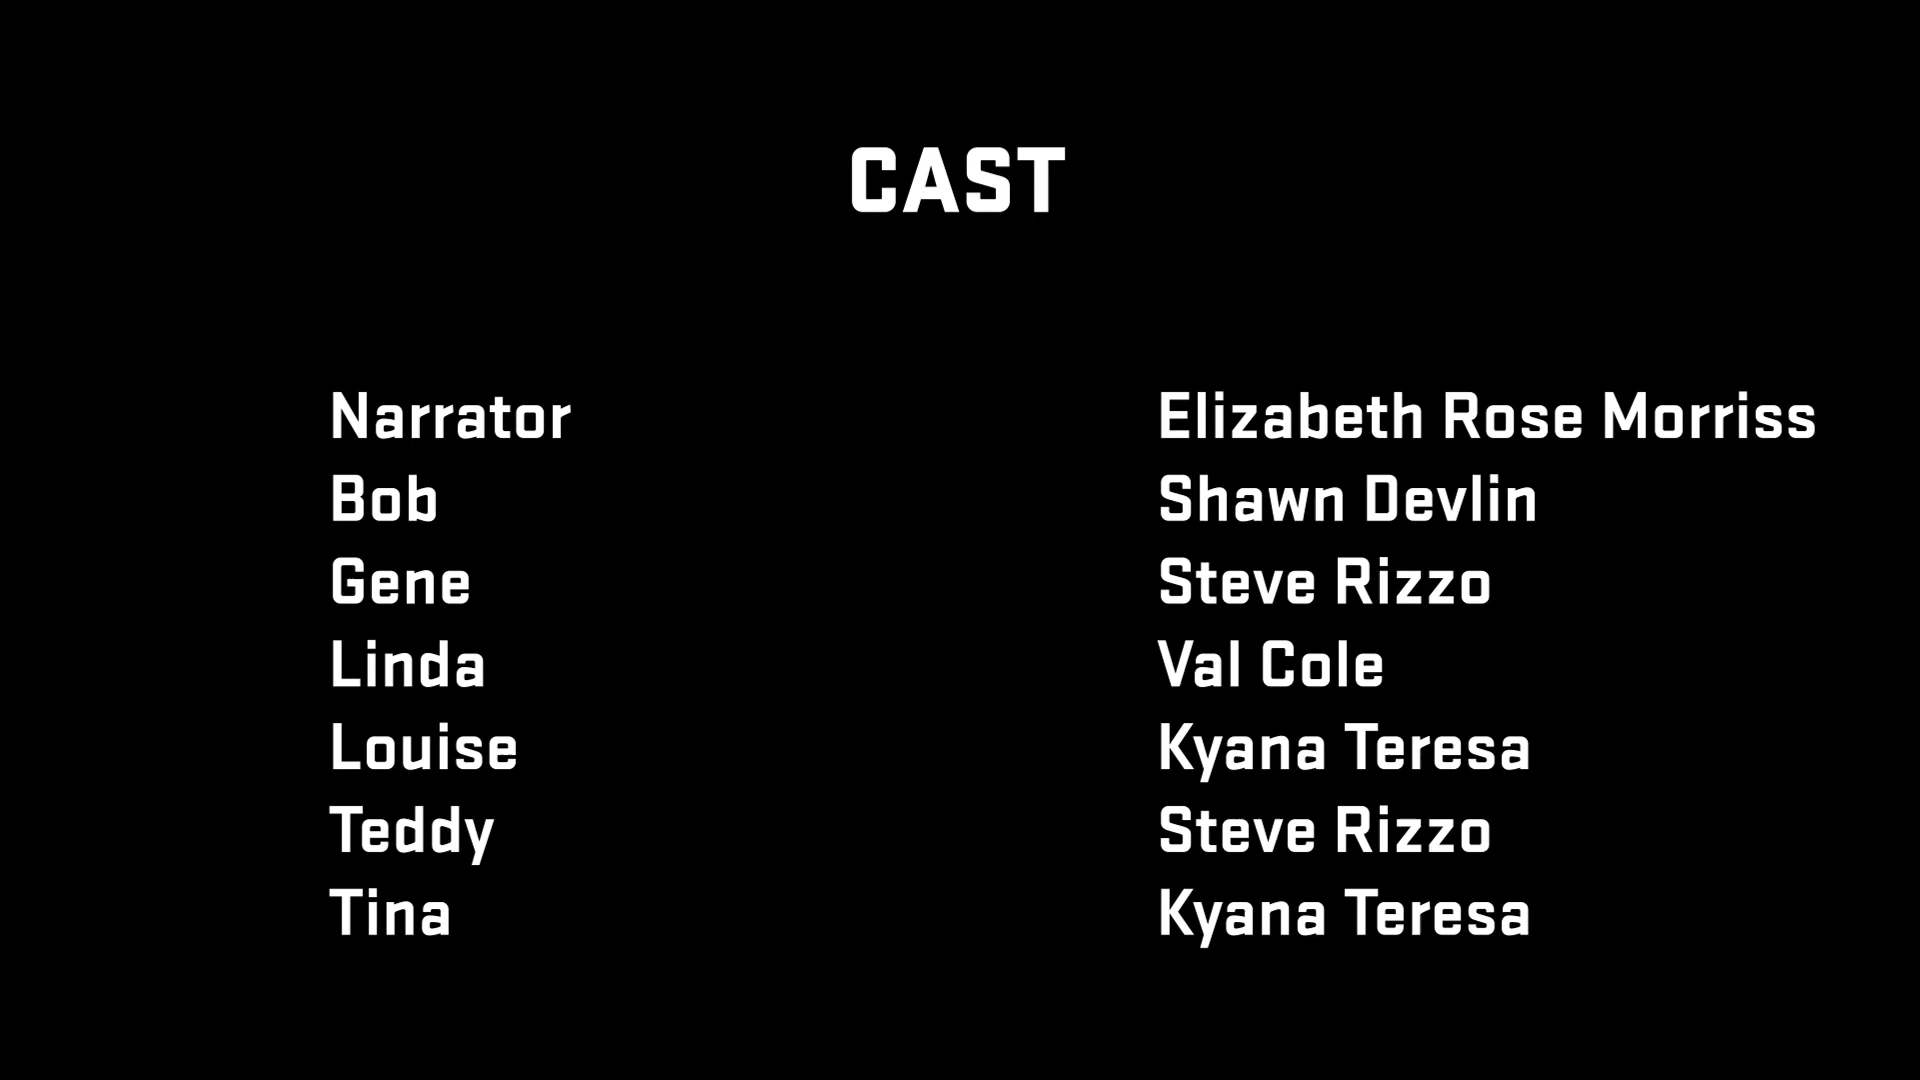 CAST
Narrator Elizabeth Rose Morriss
Bob Shawn Devlin
Gene Steve Rizzo
Linda Val Cole
Louise Kyana Teresa
Teddy Steve Rizzo
Tina Kyana Teresa